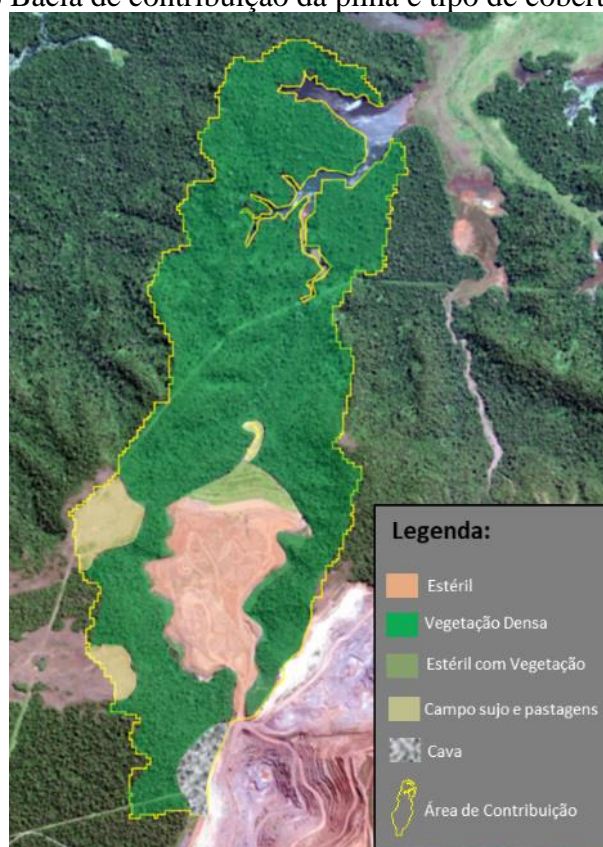 Bacia de contribuição da pilha e tipo de cobert
Legenda:
Estéril
Vegetação Densa
Estéril com Vegetação
Campo sujo e pastagens
Cava
Área de Contribuição